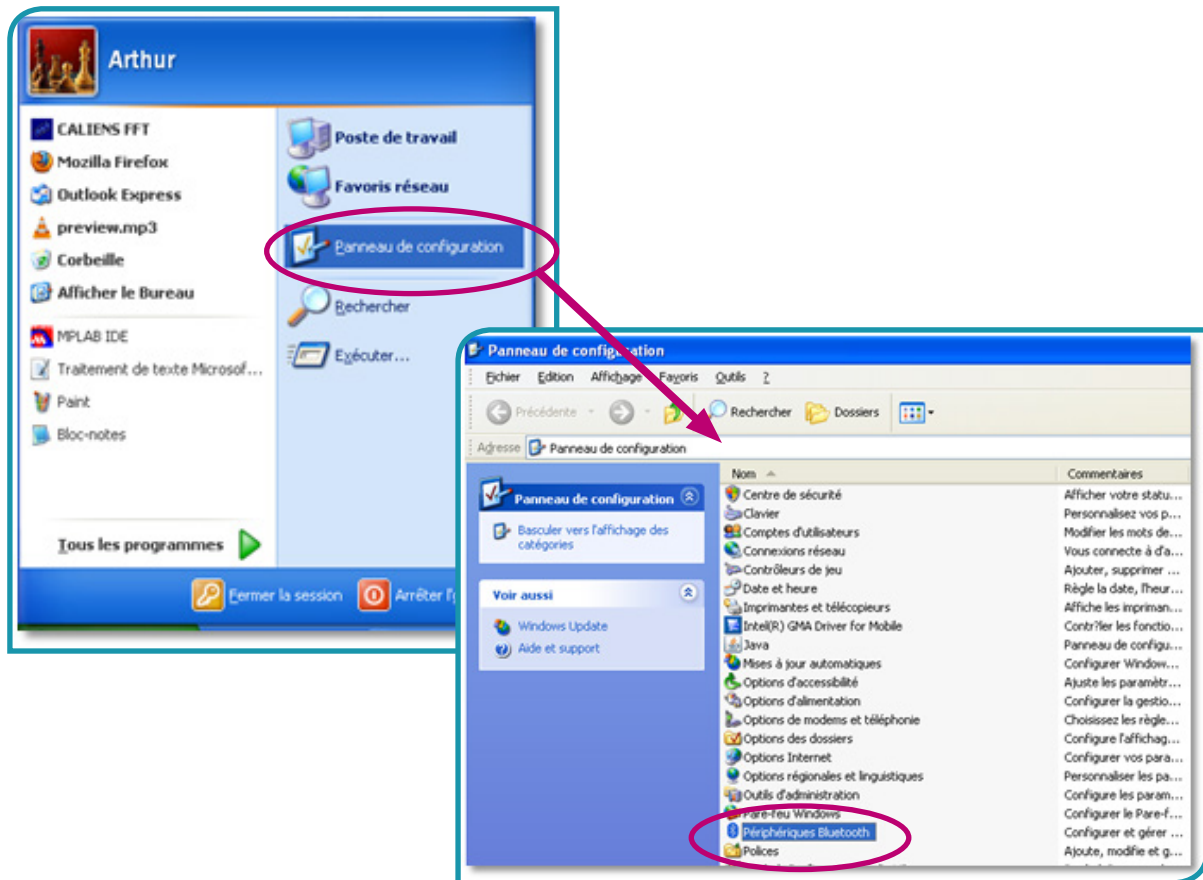 Arthur
CALIENS FFT
Mozilla Firefox
Outlook Express
preview.mp3
Corbeille
Afficher le Bureau
MPLAB IDE
Traitement de texte Microsof...
Paint
Bloc-notes
Tous les programmes
Poste de travail
Favoris réseau
Panneau de configuration
Rechercher
Exécuter...
Fermer la session
Arrêter l'
Panneau de configuration
Fichier Edition Affichage Favoris Outils ?
Précédente Rechercher Dossiers
Adresse Panneau de configuration
Panneau de configuration
Basculer vers l'affichage des
catégories
Voir aussi
Windows Update
Aide et support
Nom Commentaires
Centre de sécurité Afficher votre statu...
Clavier Personnalisez vos p...
Comptes d'utilisateurs Modifier les mots de...
Connexions réseau Vous connecte à d'a...
Contrôleurs de jeu Ajouter, supprimer ...
Date et heure Règle la date, l'heur...
Imprimantes et télécopieurs Affiche les impriman...
Intel(R) GMA Driver for Mobile Contr?ler les fonctio...
Java Panneau de configu...
Mises à jour automatiques Configurer Window...
Options d'accessibilité Ajuste les paramètr...
Options d'alimentation Configurer la gestio...
Options de modems et téléphonie Choisissez les règle...
Options des dossiers Configure l'affichag...
Options Internet Configurer vos para...
Options régionales et linguistiques Personnaliser les pa...
Outils d'administration Configure les param...
Pare-feu Windows Configurer le Pare-f...
Périphériques Bluetooth Configurer et gérer ...
Polices Ajoute, modifie et g...